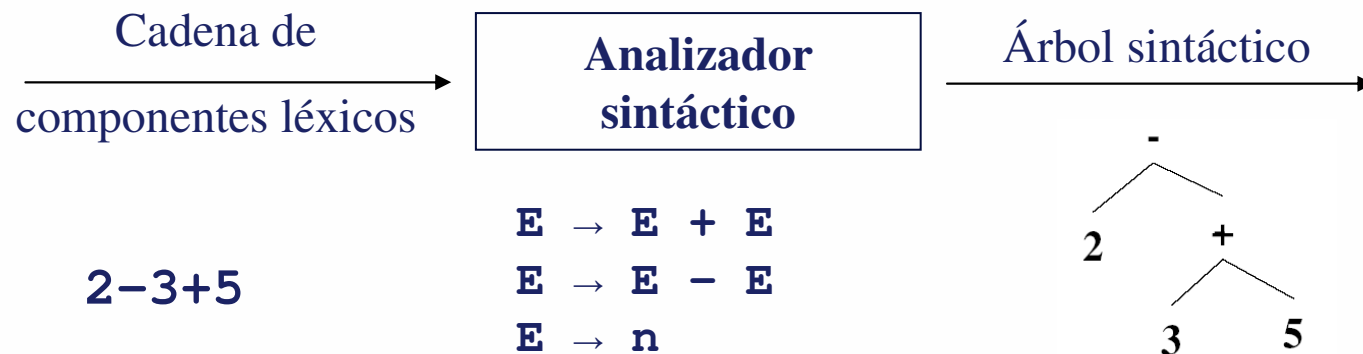 Cadena de
componentes léxicos
Analizador
sintáctico
Árbol sintáctico
2-3+5
E → E + E
E → E - E
E → n
-
2
+
3
5